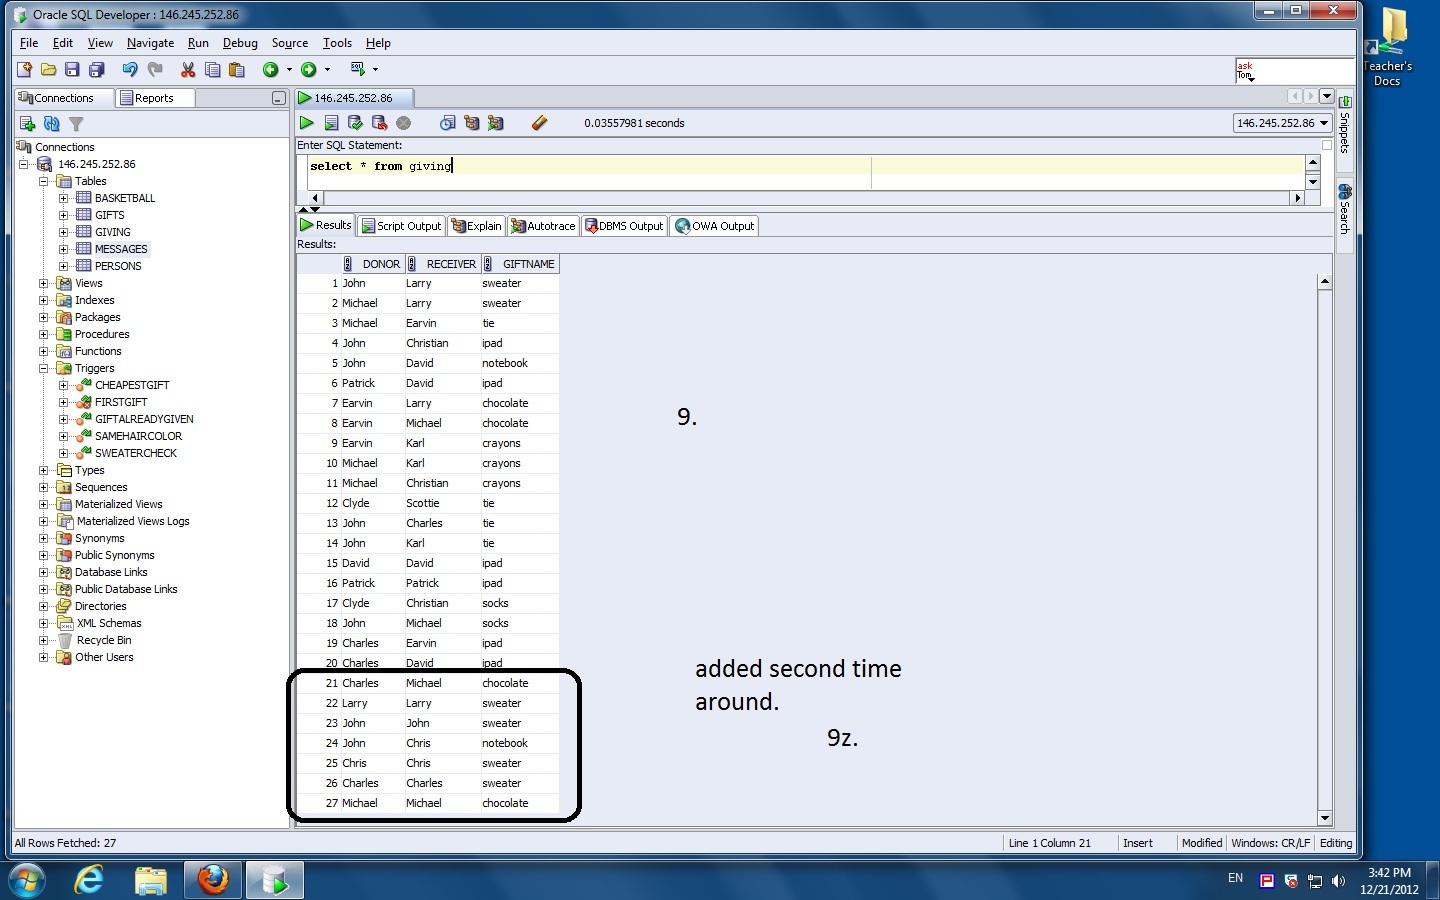 Oracle SQL Developer : 146.245.252.86
File Edit View Navigate Run Debug Source Tools Help
ask
Tom
Teacher's
Docs
Connections Reports
146.245.252.86
0.03557981 seconds
146.245.252.86
Snippets
Search
Enter SQL Statement:
select * from giving
Connections
146.245.252.86
Tables
BASKETBALL
GIFTS
GIVING
MESSAGES
PERSONS
Views
Indexes
Packages
Procedures
Functions
Triggers
CHEAPESTGIFT
FIRSTGIFT
GIFTALREADYGIVEN
SAMEHAIRCOLOR
SWEATERCHECK
Types
Sequences
Materialized Views
Materialized Views Logs
Synonyms
Public Synonyms
Database Links
Public Database Links
Directories
XML Schemas
Recycle Bin
Other Users
Results Script Output Explain Autotrace DBMS Output OWA Output
Results:
DONOR RECEIVER GIFTNAME
1 John Larry sweater
2 Michael Larry sweater
3 Michael Earvin tie
4 John Christian ipad
5 John David notebook
6 Patrick David ipad
7 Earvin Larry chocolate
8 Earvin Michael chocolate
9 Earvin Karl crayons
10 Michael Karl crayons
11 Michael Christian crayons
12 Clyde Scottie tie
13 John Charles tie
14 John Karl tie
15 David David ipad
16 Patrick Patrick ipad
17 Clyde Christian socks
18 John Michael socks
19 Charles Earvin ipad
20 Charles David ipad
21 Charles Michael chocolate
22 Larry Larry sweater
23 John John sweater
24 John Chris notebook
25 Chris Chris sweater
26 Charles Charles sweater
27 Michael Michael chocolate
9.
added second time
around.
9z.
All Rows Fetched: 27
Line 1 Column 21 Insert Modified Windows: CR/LF Editing
EN
3:42 PM
12/21/2012